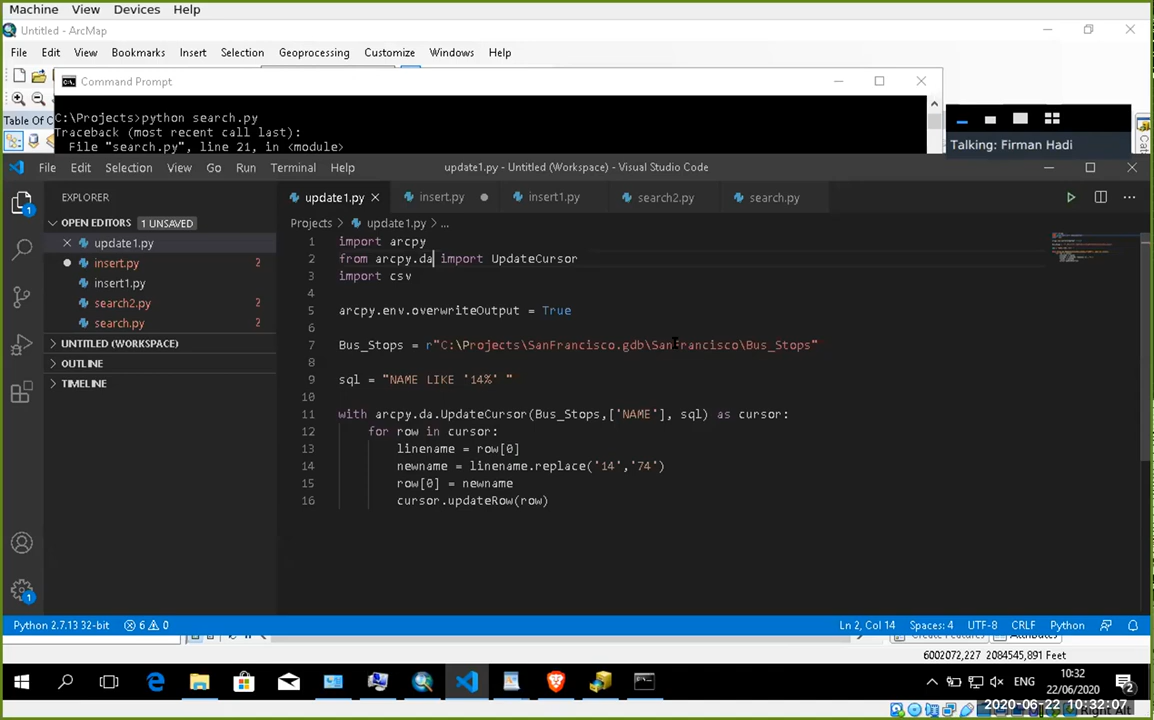 Machine View Devices Help
Untitled - ArcMap
File Edit View Bookmarks Insert Selection Geoprocessing Customize Windows Help
Command Prompt
C:\Projects>python search.py
Table Of C
Traceback (most recent call last):
File "search.py", line 21, in <module>
Talking: Firman Hadi
File Edit Selection View Go Run Terminal Help
update1.py - Untitled (Workspace) - Visual Studio Code
EXPLORER
update1.py insert.py insert1.py search2.py search.py
OPEN EDITORS 1 UNSAVED
Projects > update1.py > ...
update1.py
insert.py 2
insert1.py
search2.py 2
search.py 2
UNTITLED (WORKSPACE)
OUTLINE
TIMELINE
1 import arcpy
2 from arcpy.da import UpdateCursor
3 import csv
4
5 arcpy.env.overwriteOutput = True
6
7 Bus_Stops = r"C:\Projects\SanFrancisco.gdb\SanFrancisco\Bus_Stops"
8
9 sql = "NAME LIKE '14%' "
10
11 with arcpy.da.UpdateCursor(Bus_Stops,['NAME'], sql) as cursor:
12 for row in cursor:
13 linename = row[0]
14 newname = linename.replace('14','74')
15 row[0] = newname
16 cursor.updateRow(row)
Python 2.7.13 32-bit 6 0 Ln 2, Col 14 Spaces: 4 UTF-8 CRLF Python
6002072,227 2084545,891 Feet
ENG
10:32
22/06/2020
2
2020-06-22 10:32:07
Right Alt